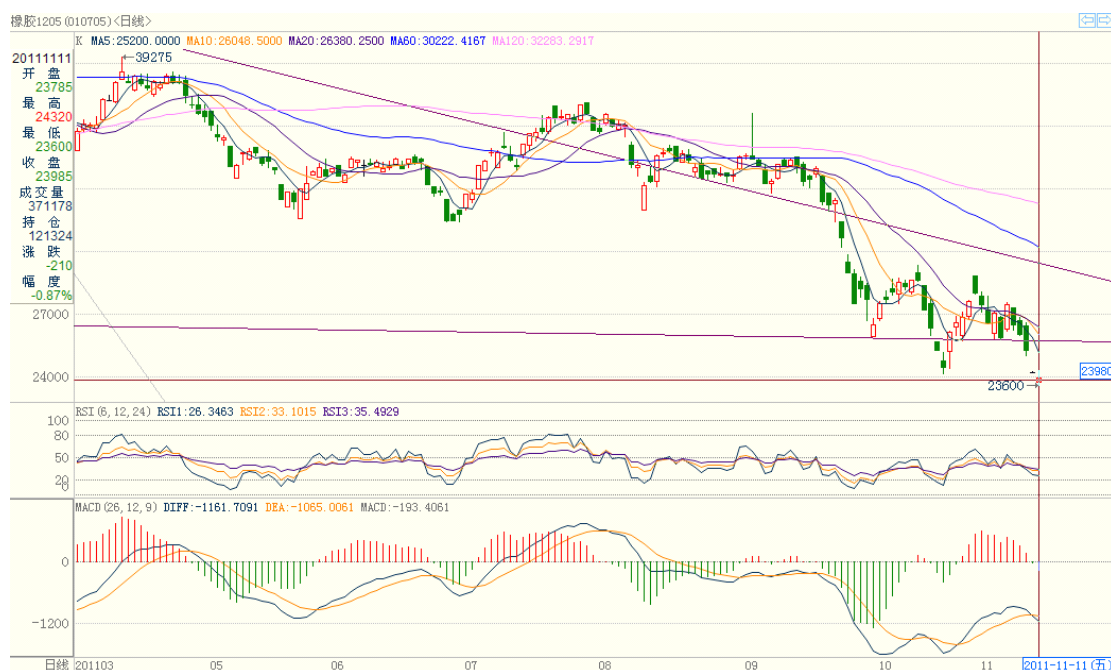 橡胶1205(010705)<日线>
K MA5:25200.0000 MA10:26048.5000 MA20:26380.2500 MA60:30222.4167 MA120:32283.2917
20111111
开 盘
23785
最 高
24320
最 低
23600
收 盘
23985
成交量
371178
持 仓
121324
涨 跌
-210
幅 度
-0.87%
←39275
27000
24000
23600→
23980
RSI(6,12,24) RSI1:26.3463 RSI2:33.1015 RSI3:35.4929
100
80
50
20
0
MACD(26,12,9) DIFF:-1161.7091 DEA:-1065.0061 MACD:-193.4061
0
-1200
日线 201103 05 06 07 08 09 10 11 2011-11-11(五)